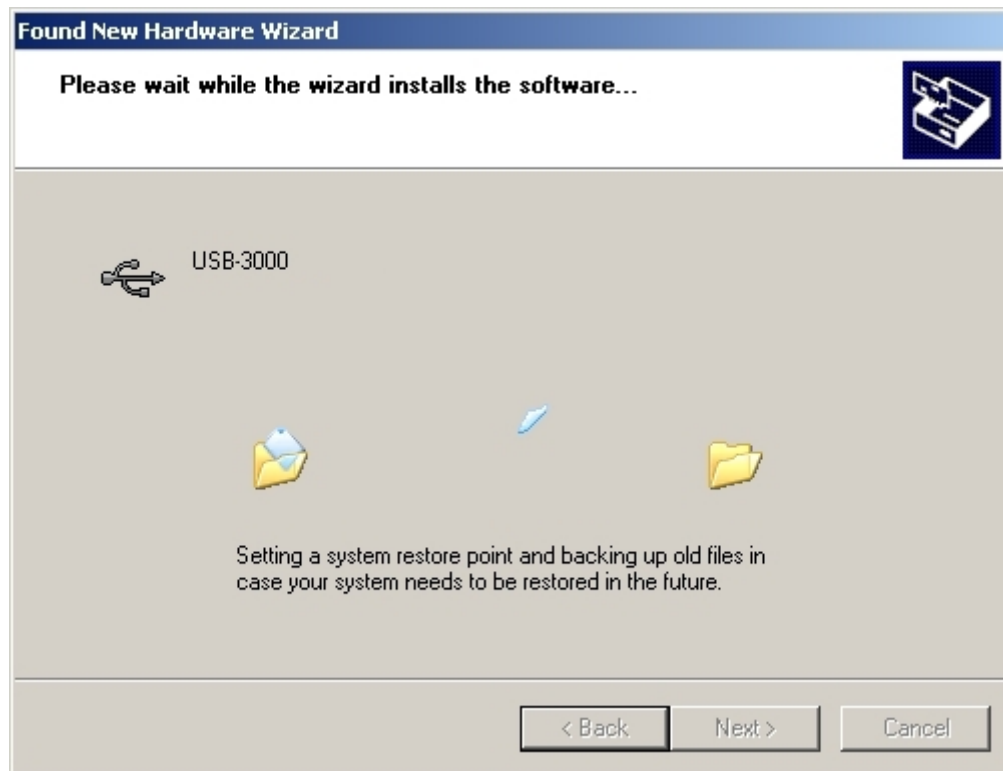 Found New Hardware Wizard
Please wait while the wizard installs the software...
USB-3000
Setting a system restore point and backing up old files in
case your system needs to be restored in the future.
< Back
Next >
Cancel